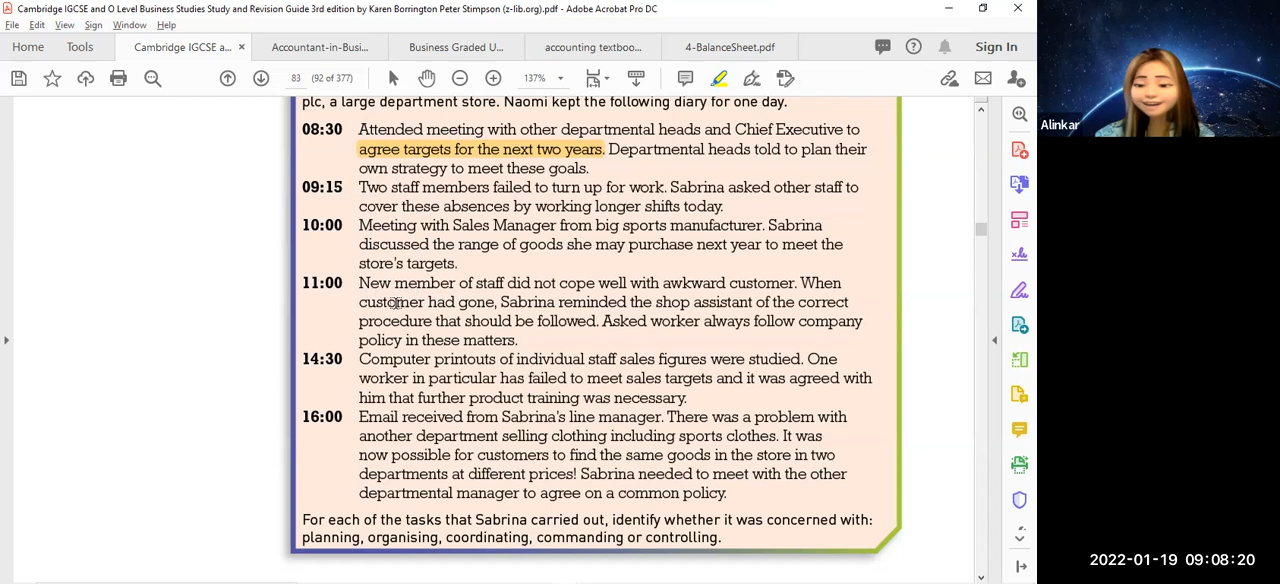 Cambridge IGCSE and O Level Business Studies Study and Revision Guide 3rd edition by Karen Borrington Peter Stimpson (z-lib.org).pdf - Adobe Acrobat Pro DC
File Edit View Sign Window Help
Home Tools Cambridge IGCSE an a... × Accountant-in-Busi... Business Graded U... accounting textboo... 4-BalanceSheet.pdf Sign In
83 (92 of 377) 137%
plc, a large department store. Naomi kept the following diary for one day.
08:30 Attended meeting with other departmental heads and Chief Executive to
agree targets for the next two years. Departmental heads told to plan their
own strategy to meet these goals.
09:15 Two staff members failed to turn up for work. Sabrina asked other staff to
cover these absences by working longer shifts today.
10:00 Meeting with Sales Manager from big sports manufacturer. Sabrina
discussed the range of goods she may purchase next year to meet the
store's targets.
11:00 New member of staff did not cope well with awkward customer. When
customer had gone, Sabrina reminded the shop assistant of the correct
procedure that should be followed. Asked worker always follow company
policy in these matters.
14:30 Computer printouts of individual staff sales figures were studied. One
worker in particular has failed to meet sales targets and it was agreed with
him that further product training was necessary.
16:00 Email received from Sabrina's line manager. There was a problem with
another department selling clothing including sports clothes. It was
now possible for customers to find the same goods in the store in two
departments at different prices! Sabrina needed to meet with the other
departmental manager to agree on a common policy.
For each of the tasks that Sabrina carried out, identify whether it was concerned with:
planning, organising, coordinating, commanding or controlling.
Alinkar
2022-01-19 09:08:20